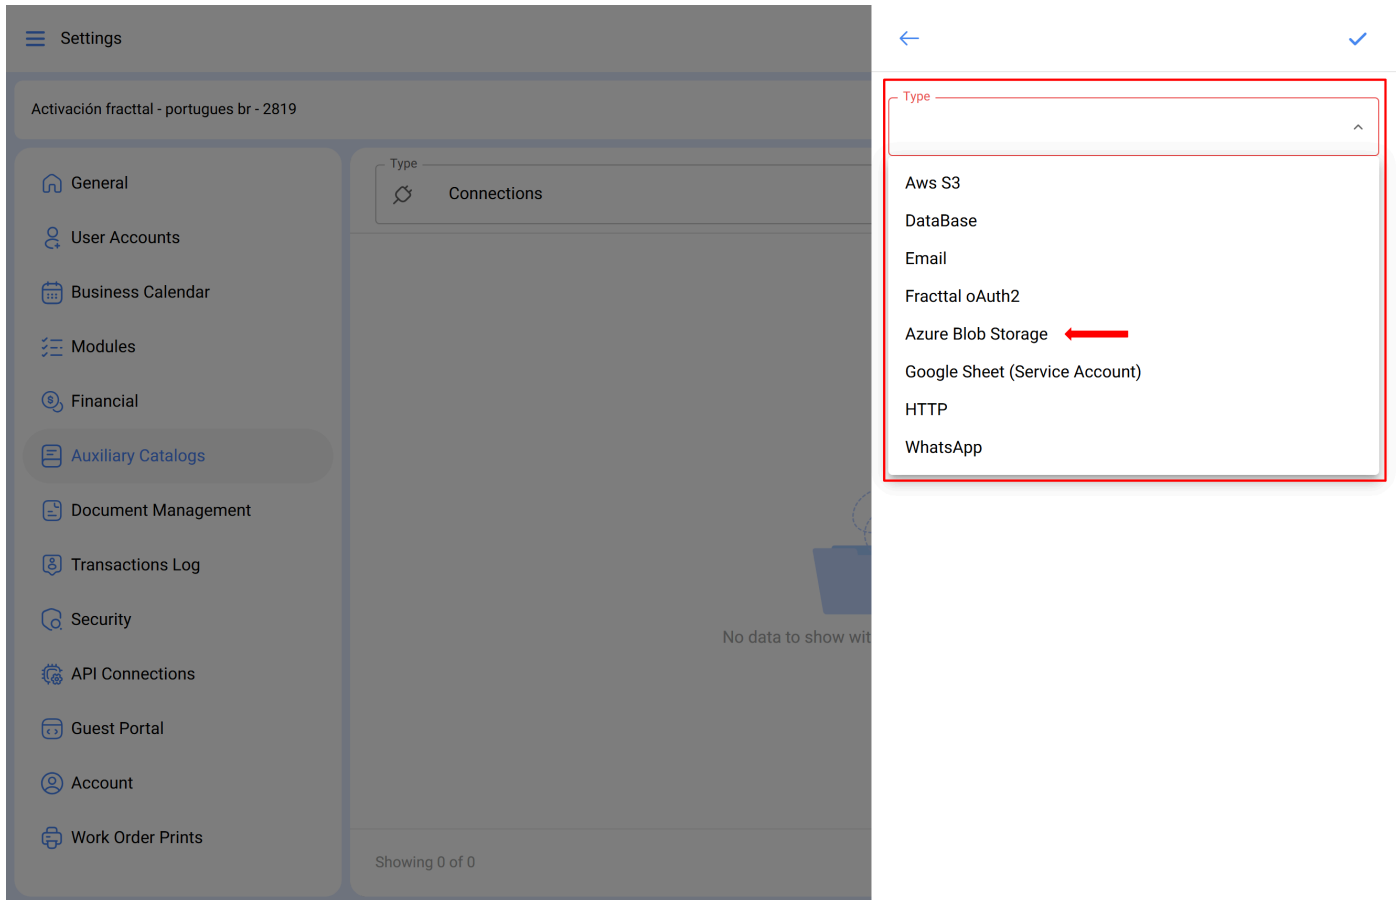 Settings
Activación fracttal - portugues br - 2819
General
User Accounts
Business Calendar
Modules
Financial
Auxiliary Catalogs
Document Management
Transactions Log
Security
API Connections
Guest Portal
Account
Work Order Prints
Type
Connections
No data to show
Showing 0 of 0
Type
Aws S3
DataBase
Email
Fracttal oAuth2
Azure Blob Storage
Google Sheet (Service Account)
HTTP
WhatsApp